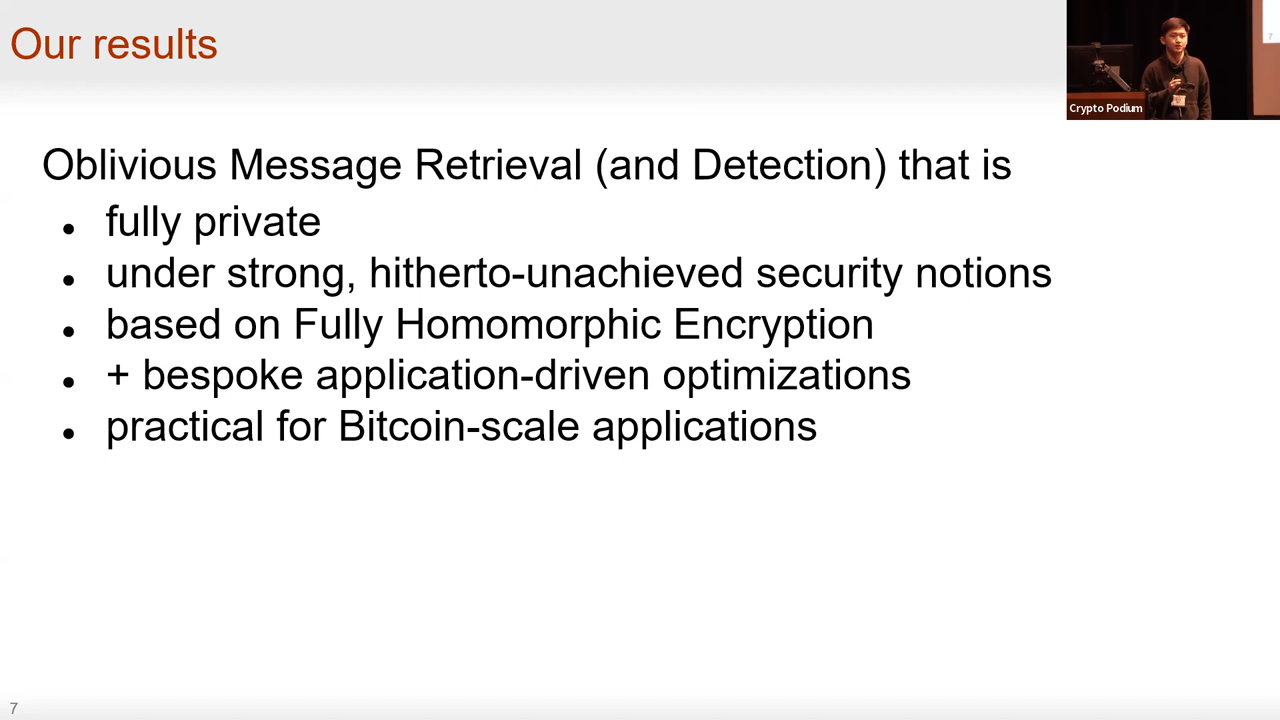 Our results
Crypto Podium
7
Oblivious Message Retrieval (and Detection) that is
• fully private
• under strong, hitherto-unachieved security notions
• based on Fully Homomorphic Encryption
• + bespoke application-driven optimizations
• practical for Bitcoin-scale applications
7